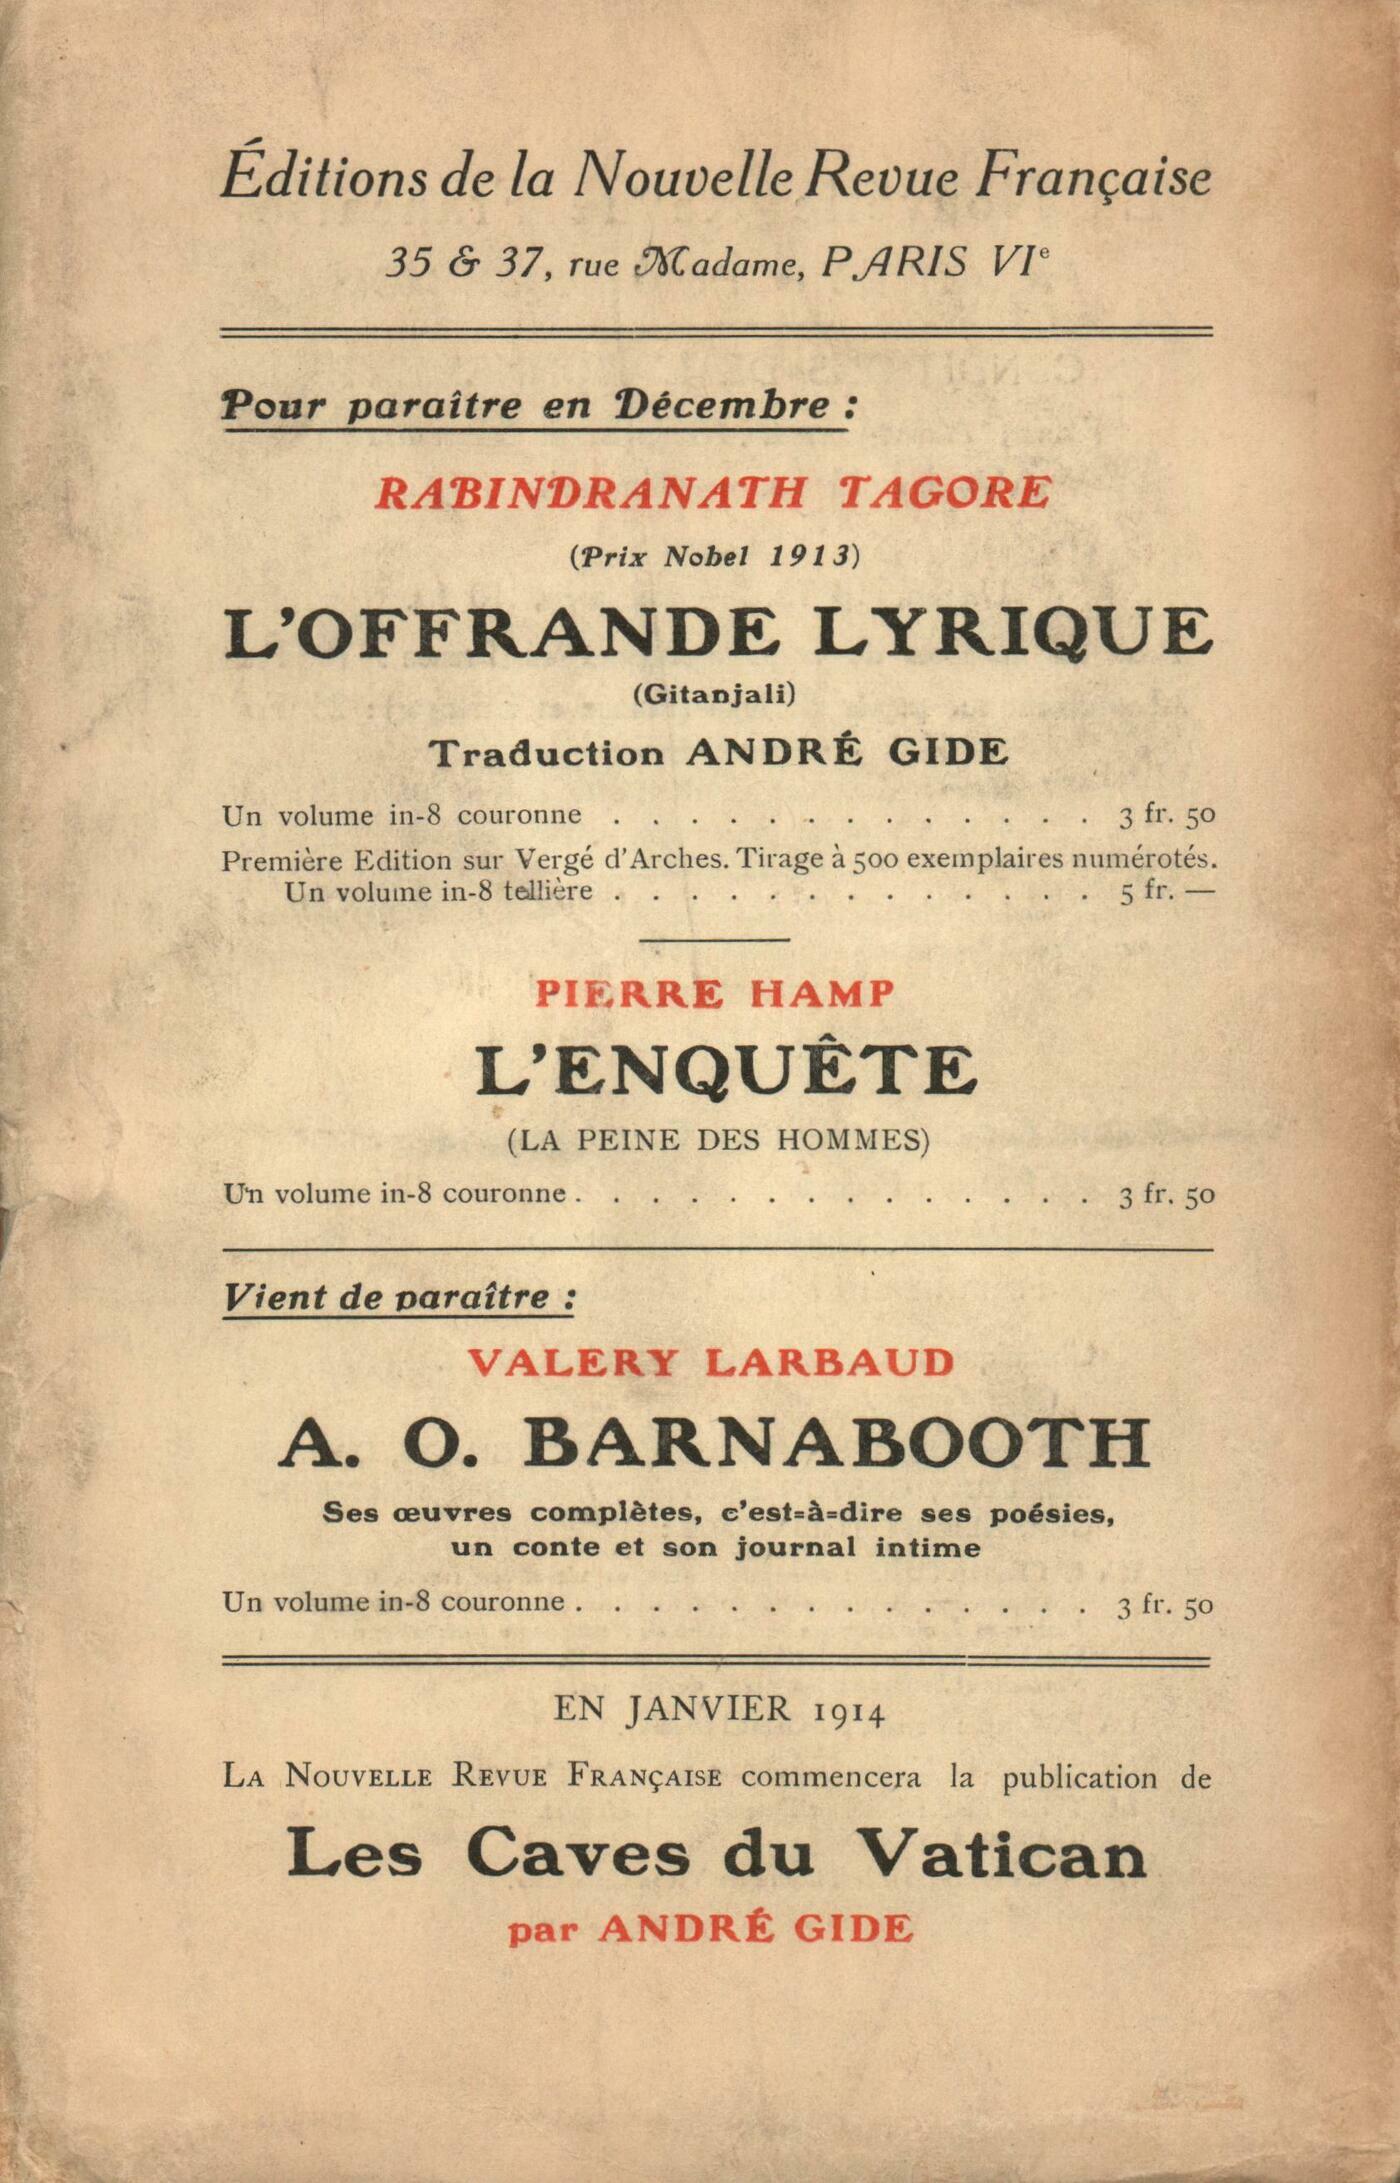 Éditions de la Nouvelle Revue Française
35 & 37, rue Madame, PARIS VIe
Pour paraître en Décembre :
RABINDRANATH TAGORE
(Prix Nobel 1913)
L'OFFRANDE LYRIQUE
(Gitanjali)
Traduction ANDRÉ GIDE
Un volume in-8 couronne . . . . . . . . . . . . . 3 fr. 50
Première Edition sur Vergé d'Arches. Tirage à 500 exemplaires numérotés.
Un volume in-8 tellière . . . . . . . . . . . . . 5 fr. —
PIERRE HAMP
L'ENQUÊTE
(LA PEINE DES HOMMES)
Un volume in-8 couronne . . . . . . . . . . . . . . 3 fr. 50
Vient de paraître :
VALERY LARBAUD
A. O. BARNABOOTH
Ses œuvres complètes, c'est=à=dire ses poésies,
un conte et son journal intime
Un volume in-8 couronne . . . . . . . . . . . . . . 3 fr. 50
EN JANVIER 1914
LA NOUVELLE REVUE FRANÇAISE commencera la publication de
Les Caves du Vatican
par ANDRÉ GIDE